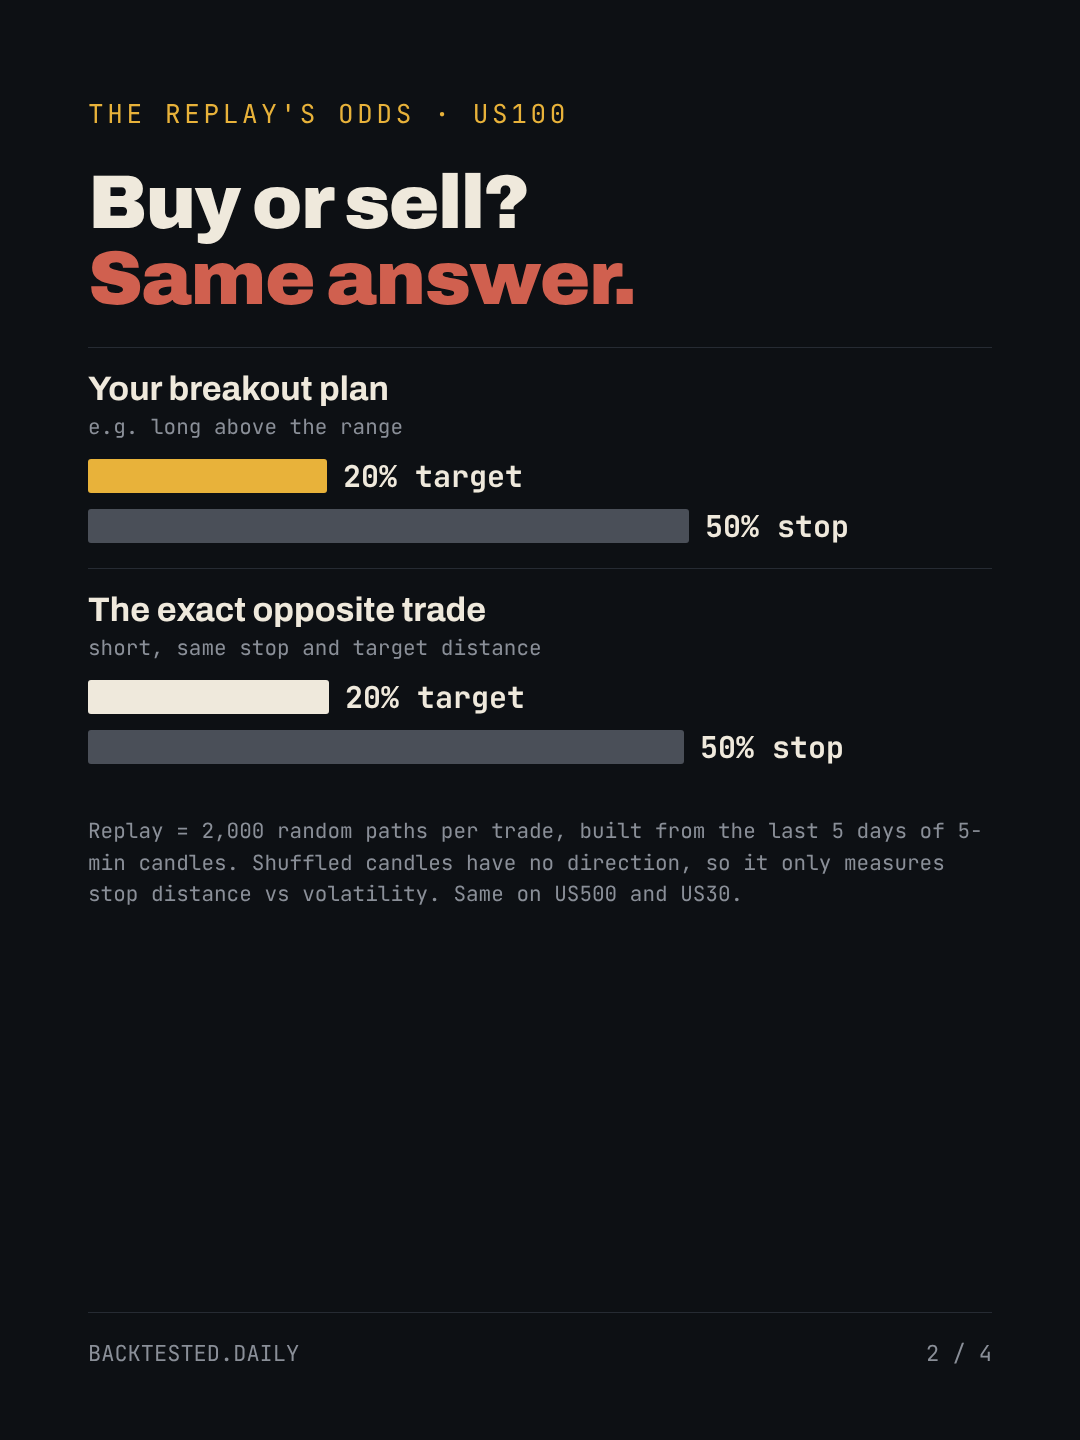 THE REPLAY'S ODDS · US100
Buy or sell?
Same answer.
Your breakout plan
e.g. long above the range
20% target
50% stop
The exact opposite trade
short, same stop and target distance
20% target
50% stop
Replay = 2,000 random paths per trade, built from the last 5 days of 5-
min candles. Shuffled candles have no direction, so it only measures
stop distance vs volatility. Same on US500 and US30.
BACKTESTED.DAILY
2 / 4